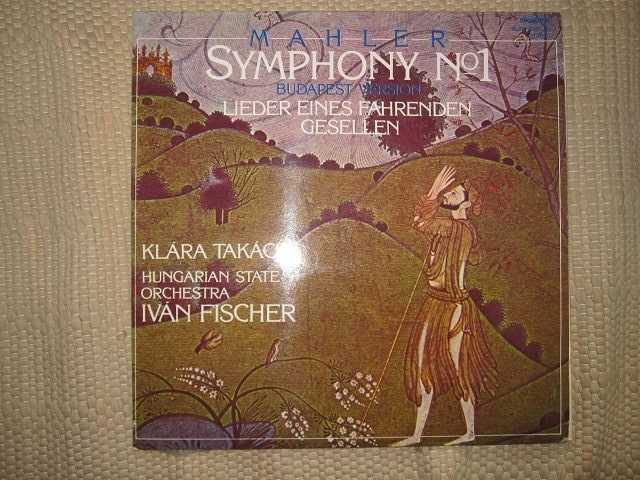 MAHLER
SYMPHONY No1
BUDAPEST VERSION
LIEDER EINES FAHRENDEN
GESELLEN
KLÁRA TAKÁCS
HUNGARIAN STATE
ORCHESTRA
IVÁN FISCHER